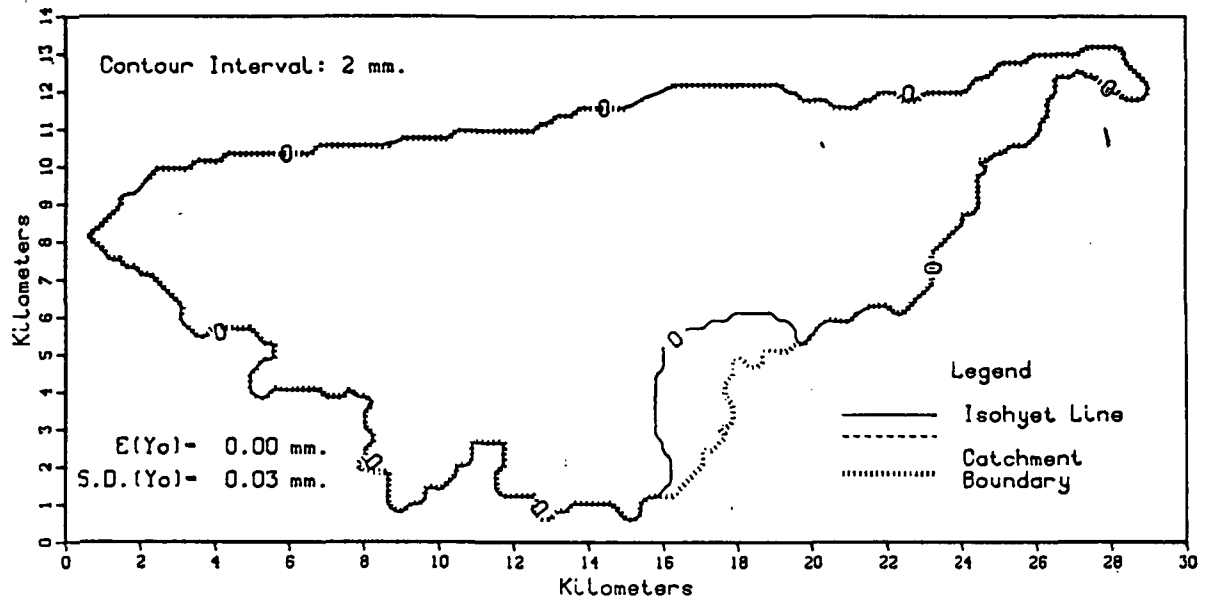 Contour Interval: 2 mm.
14
13
12
11
10
9
8
7
6
5
4
3
2
1
0
Kilometers
0
0
0
0
0
0
0
0
0
0
E(Yo)= 0.00 mm.
S.D.(Yo)= 0.03 mm.
Legend
Isohyet Line
Catchment
Boundary
0 2 4 6 8 10 12 14 16 18 20 22 24 26 28 30
Kilometers